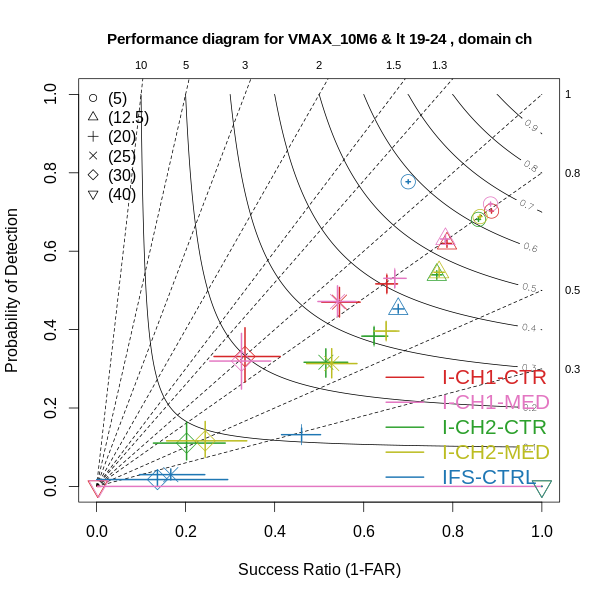 Performance diagram for VMAX_10M6 & lt 19-24 , domain ch
10 5 3 2 1.5 1.3
1
0.8
0.5
0.3
(5)
(12.5)
(20)
(25)
(30)
(40)
1.0
0.8
0.6
0.4
0.2
0.0
Probability of Detection
0.9
0.8
0.7
0.6
0.5
0.4
0.3
0.2
0.1
I-CH1-CTR
I-CH1-MED
I-CH2-CTR
I-CH2-MED
IFS-CTRL
0.0 0.2 0.4 0.6 0.8 1.0
Success Ratio (1-FAR)